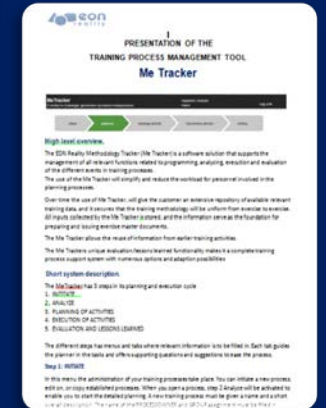 eon
reality
PRESENTATION OF THE
TRAINING PROCESS MANAGEMENT TOOL
Me Tracker
MeTracker
High level overview.
The EON Reality Methodology Tracker (Me Tracker) is a software solution that supports the
management of all relevant functions related to programming, analyzing, execution and evaluation
of the different events in training processes.
The use of the Me Tracker will simplify and reduce the workload for personnel involved in the
planning processes.
Over time the use of Me Tracker, will give the customer an extensive repository of available relevant
training data, and it secures that the training methodology will be uniform from exercise to exercise.
All inputs collected by the Me Tracker is stored, and the information serve as the foundation for
preparing and issuing exercise master documents.
The Me Tracker allows the reuse of information from earlier training activities.
The Me Trackers unique evaluation/lessons learned functionality makes it a complete training
process support system with numerous options and adaption possibilities
Short system description.
The MeTracker has 5 steps in its planning and execution cycle
1. INITIATE
2. ANALYSE
3. PLANNING OF ACTIVITIES
4. EXECUTION OF ACTIVITIES
5. EVALUATION AND LESSONS LEARNED
The different steps has menus and tabs where relevant information is to be filled in. Each tab guides
the planner in the tasks and offers supporting questions and suggestions to ease the process.
Step 1: INITIATE
In this menu the administration of your training processes take place. You can initiate a new process,
edit on, or copy established processes. When you open a process, step 2 Analyse will be activated to
enable you to start the detailed planning. A new training process must be given a name and a short